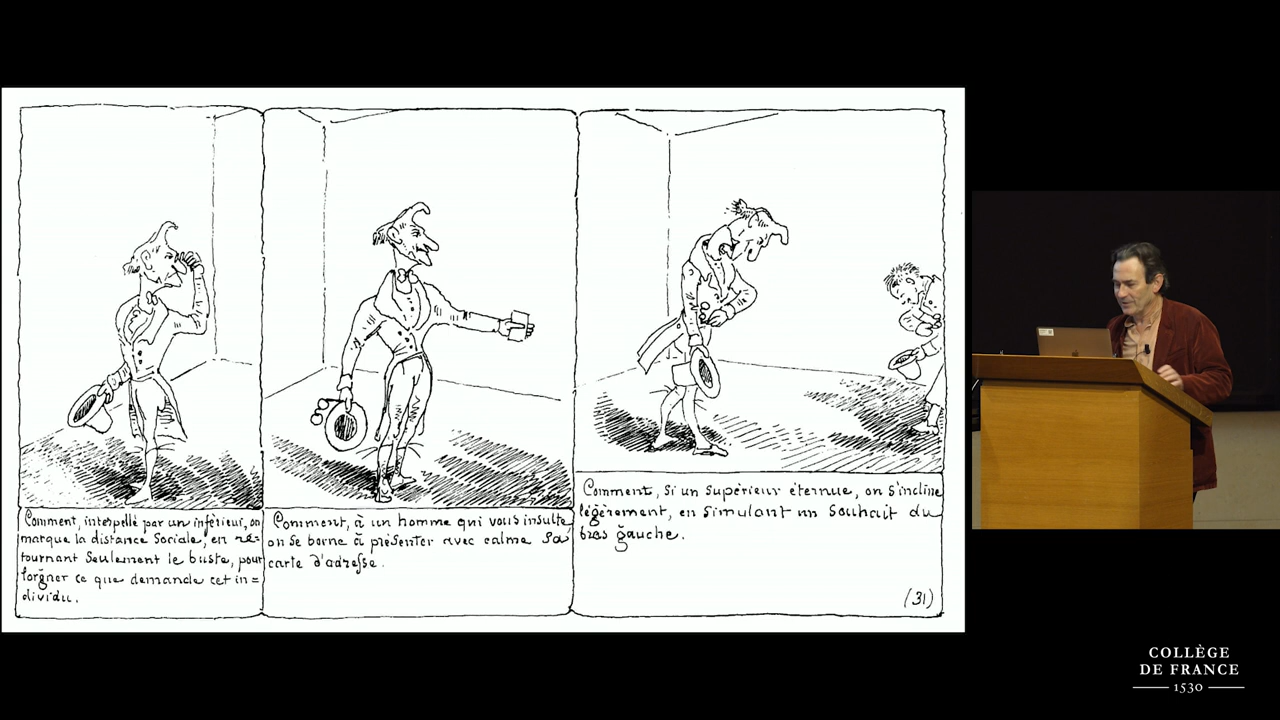 Comment, interpellé par un inférieur, on
marque la distance sociale, en re=
tournant seulement le buste, pour
lorgner ce que demande cet in=
dividu.
Comment, à un homme qui vous insulte,
on se borne à présenter avec calme sa
carte d'adresse.
Comment, si un supérieur éternue, on s'incline
légèrement, en simulant un souhait du
bras gauche.
(31)
COLLÈGE
DE FRANCE
1530